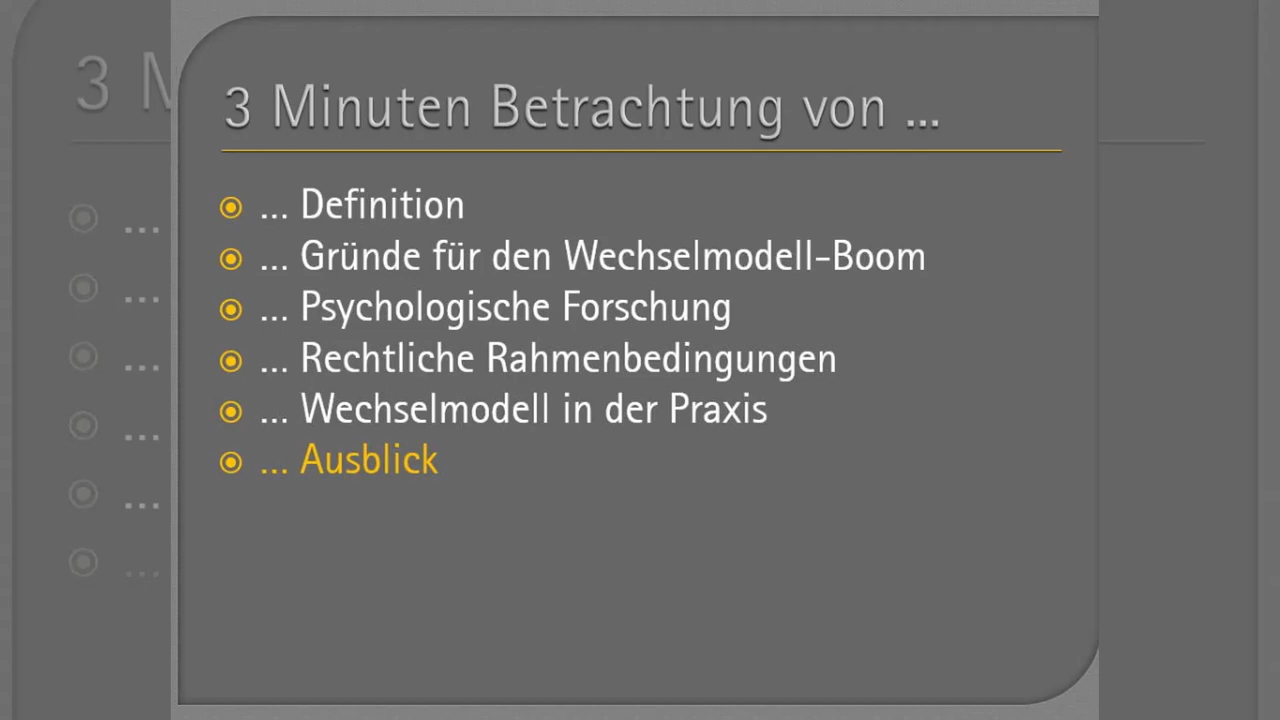 3 Minuten Betrachtung von ...
... Definition
... Gründe für den Wechselmodell-Boom
... Psychologische Forschung
... Rechtliche Rahmenbedingungen
... Wechselmodell in der Praxis
... Ausblick